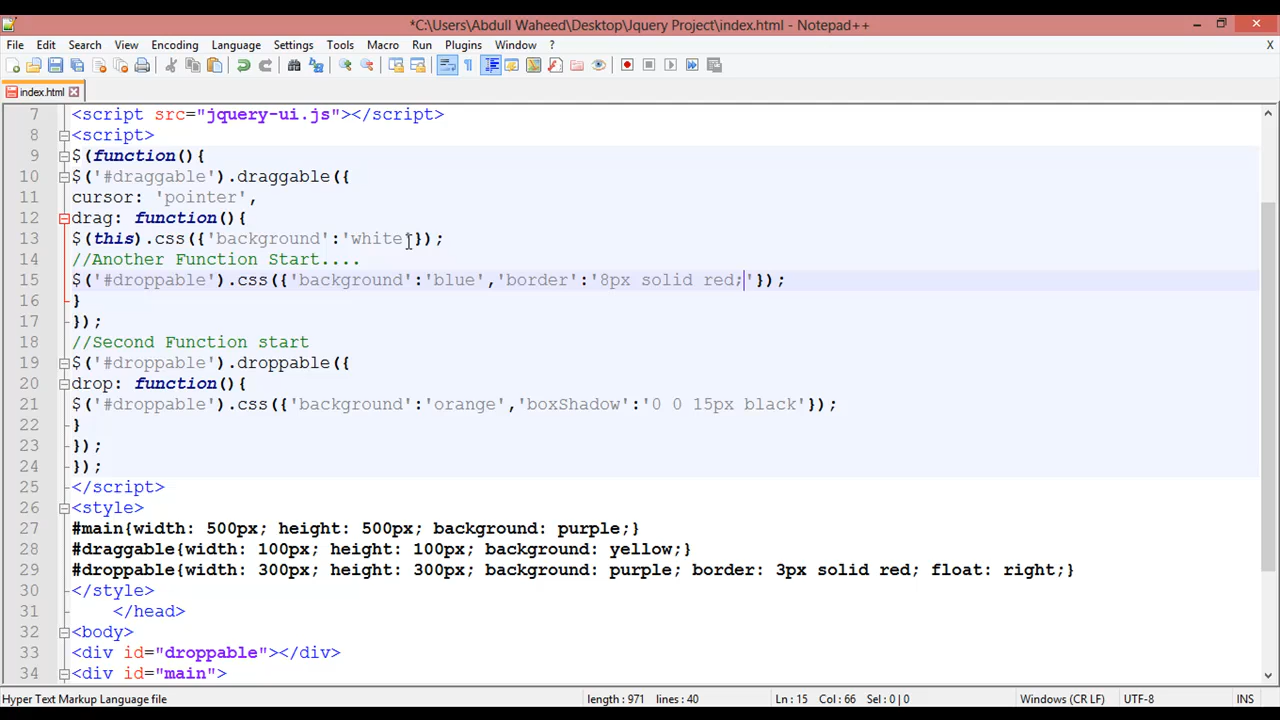 *C:\Users\Abdull Waheed\Desktop\Jquery Project\index.html - Notepad++
File Edit Search View Encoding Language Settings Tools Macro Run Plugins Window ? X
index.html
7 <script src="jquery-ui.js"></script>
8 <script>
9 $(function(){
10 $('#draggable').draggable({
11 cursor: 'pointer',
12 drag: function(){
13 $(this).css({'background':'white'});
14 //Another Function Start....
15 $('#droppable').css({'background':'blue','border':'8px solid red;'});
16 }
17 });
18 //Second Function start
19 $('#droppable').droppable({
20 drop: function(){
21 $('#droppable').css({'background':'orange','boxShadow':'0 0 15px black'});
22 }
23 });
24 });
25 </script>
26 <style>
27 #main{width: 500px; height: 500px; background: purple;}
28 #draggable{width: 100px; height: 100px; background: yellow;}
29 #droppable{width: 300px; height: 300px; background: purple; border: 3px solid red; float: right;}
30 </style>
31 </head>
32 <body>
33 <div id="droppable"></div>
34 <div id="main">
Hyper Text Markup Language file length : 971 lines : 40 Ln : 15 Col : 66 Sel : 0 | 0 Windows (CR LF) UTF-8 INS